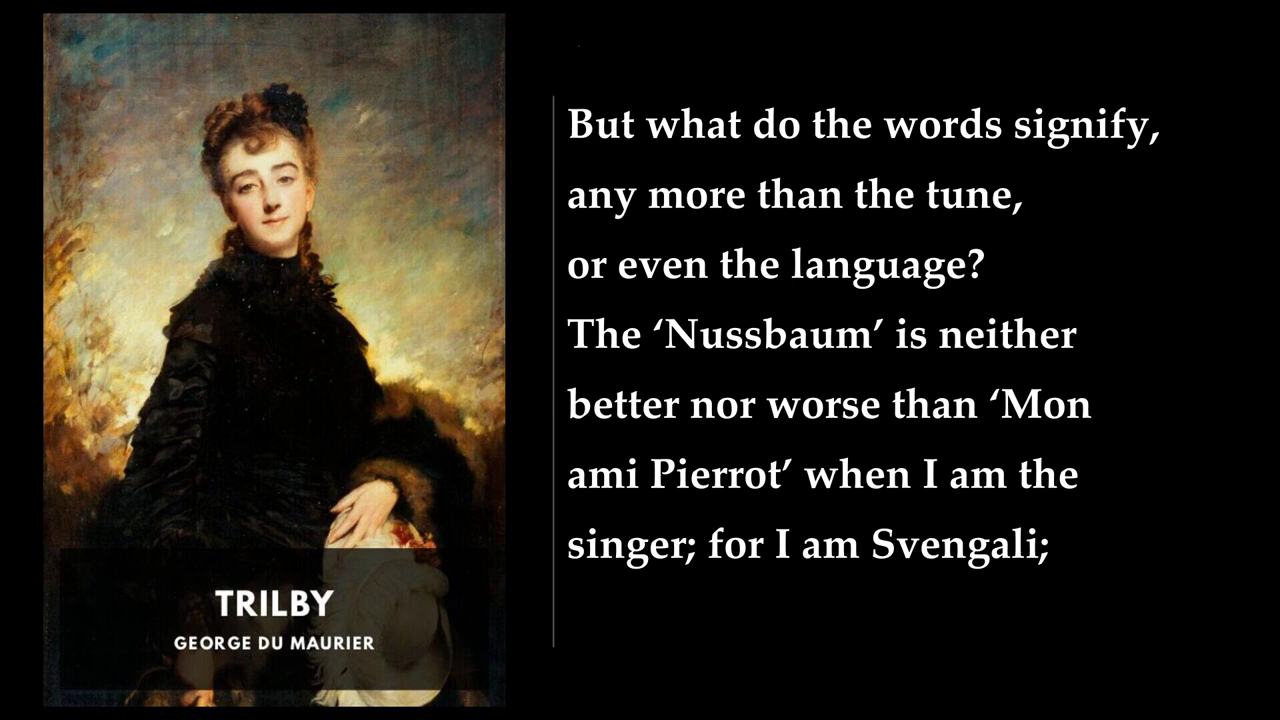 TRILBY
GEORGE DU MAURIER
But what do the words signify,
any more than the tune,
or even the language?
The ‘Nussbaum’ is neither
better nor worse than ‘Mon
ami Pierrot’ when I am the
singer; for I am Svengali;